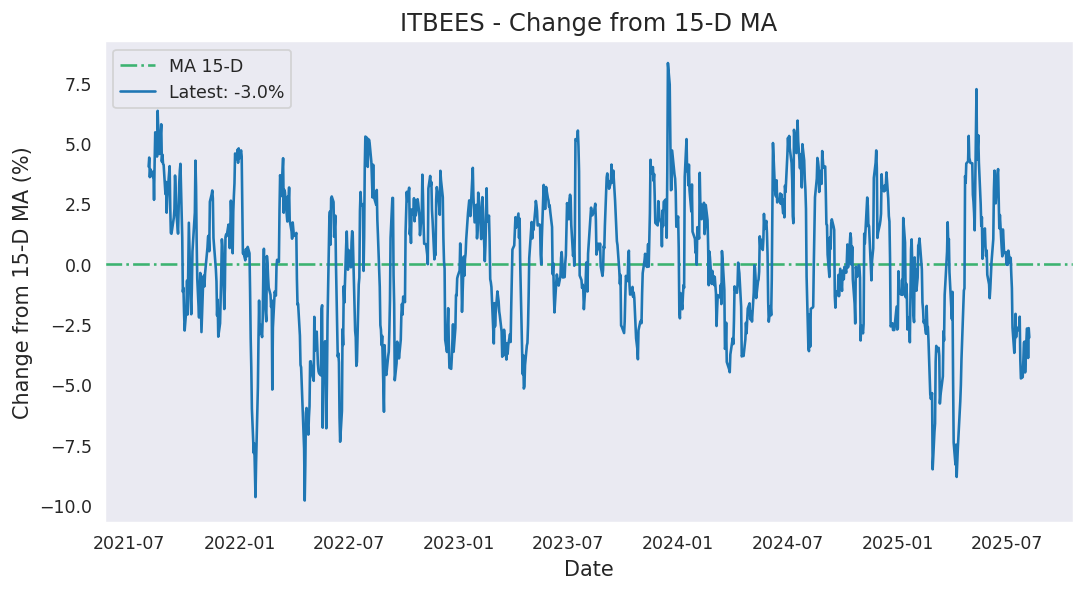 ITBEES - Change from 15-D MA
MA 15-D
Latest: -3.0%
Change from 15-D MA (%)
7.5
5.0
2.5
0.0
−2.5
−5.0
−7.5
−10.0
2021-07 2022-01 2022-07 2023-01 2023-07 2024-01 2024-07 2025-01 2025-07
Date